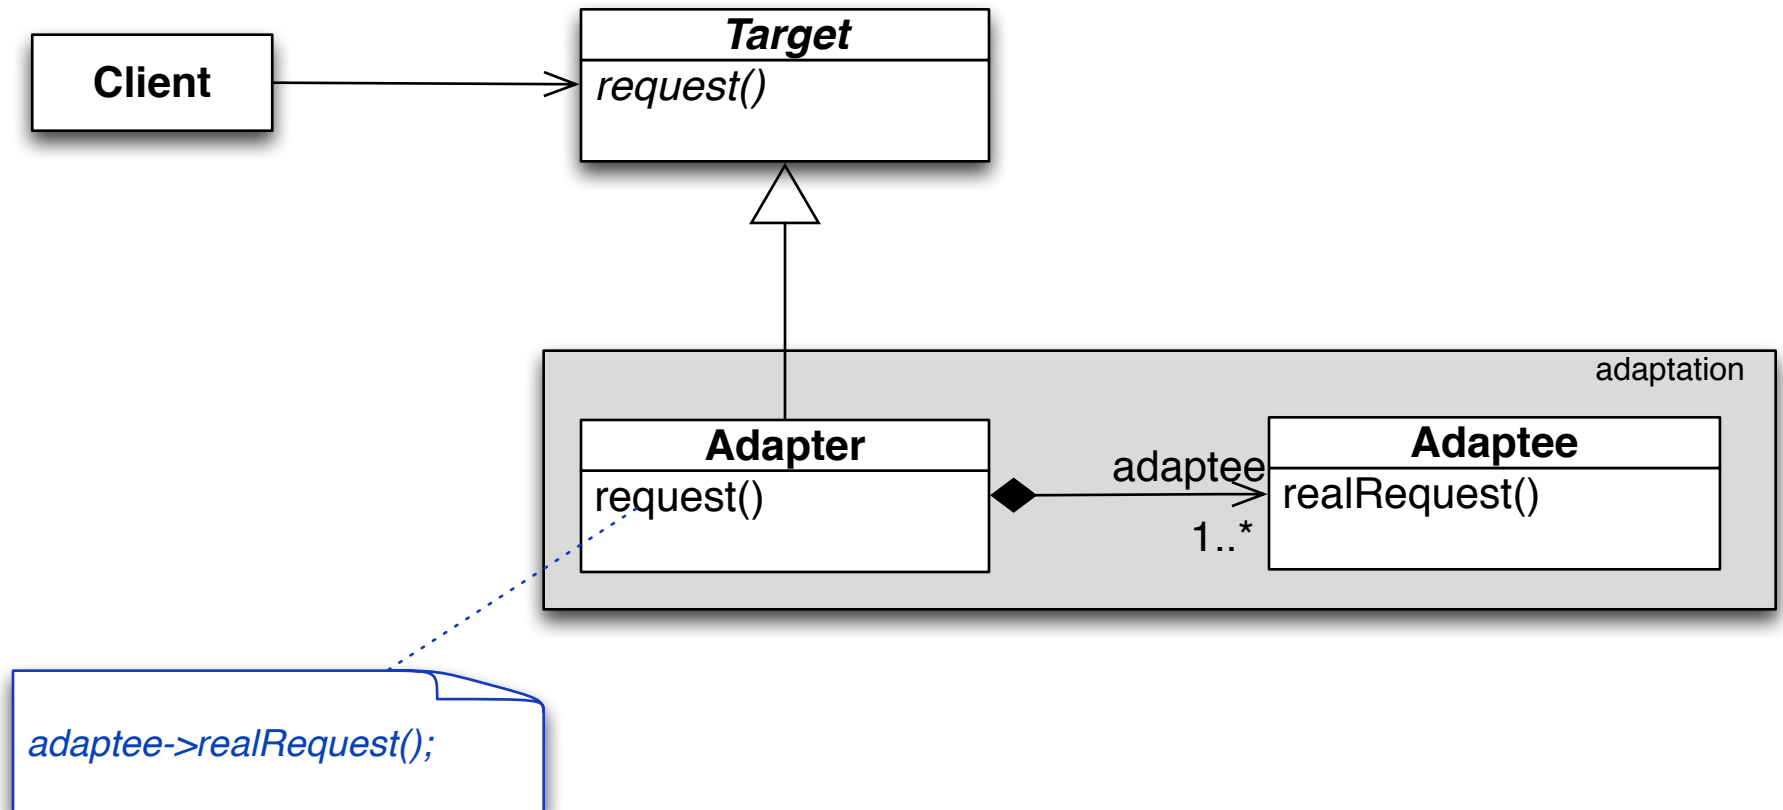 Target
Client
request()
adaptation
Adapter
Adaptee
adaptee
request()
realRequest()
1..*
adaptee->realRequest();